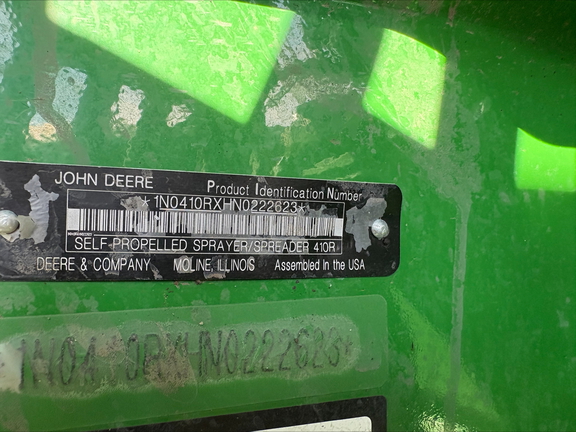 JOHN DEERE Product Identification Number
*1N0410RXHN0222623*
SELF-PROPELLED SPRAYER/SPREADER 410R
DEERE & COMPANY MOLINE, ILLINOIS Assembled in the USA
1N0410RXHN0222623*